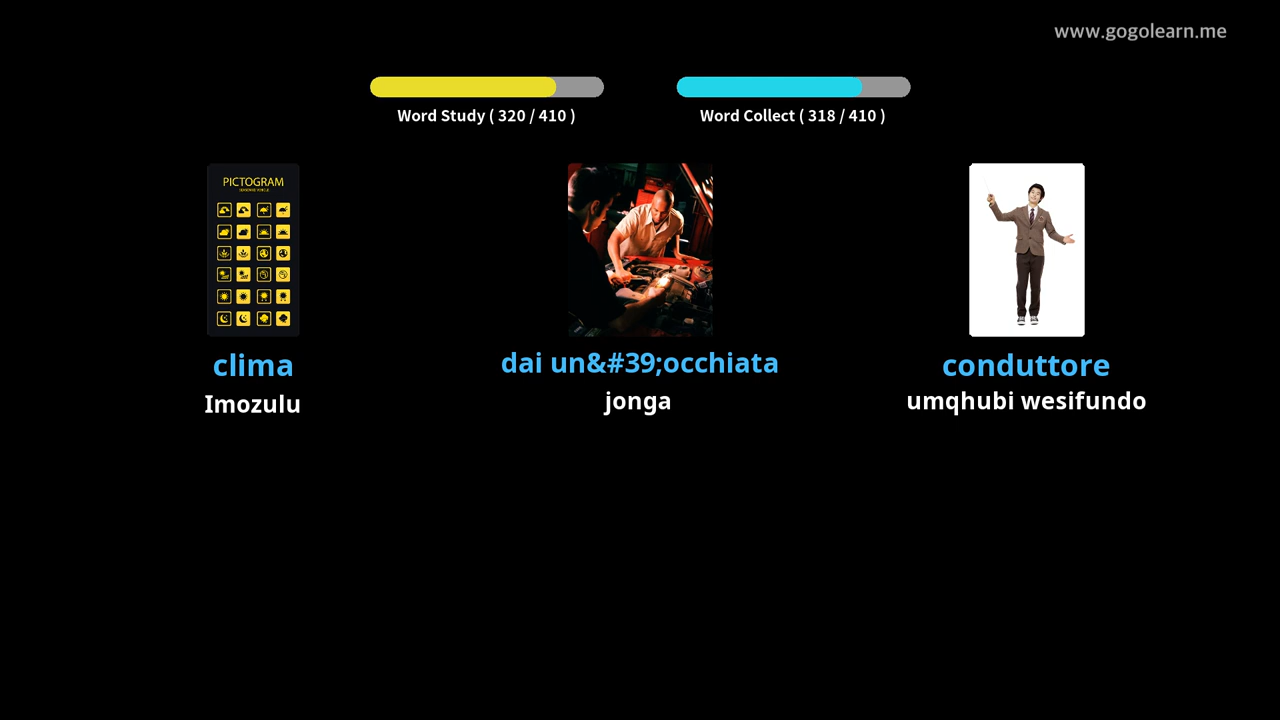 www.gogolearn.me
Word Study ( 320 / 410 )
Word Collect ( 318 / 410 )
PICTOGRAM
clima
Imozulu
dai un&#39;occhiata
jonga
conduttore
umqhubi wesifundo